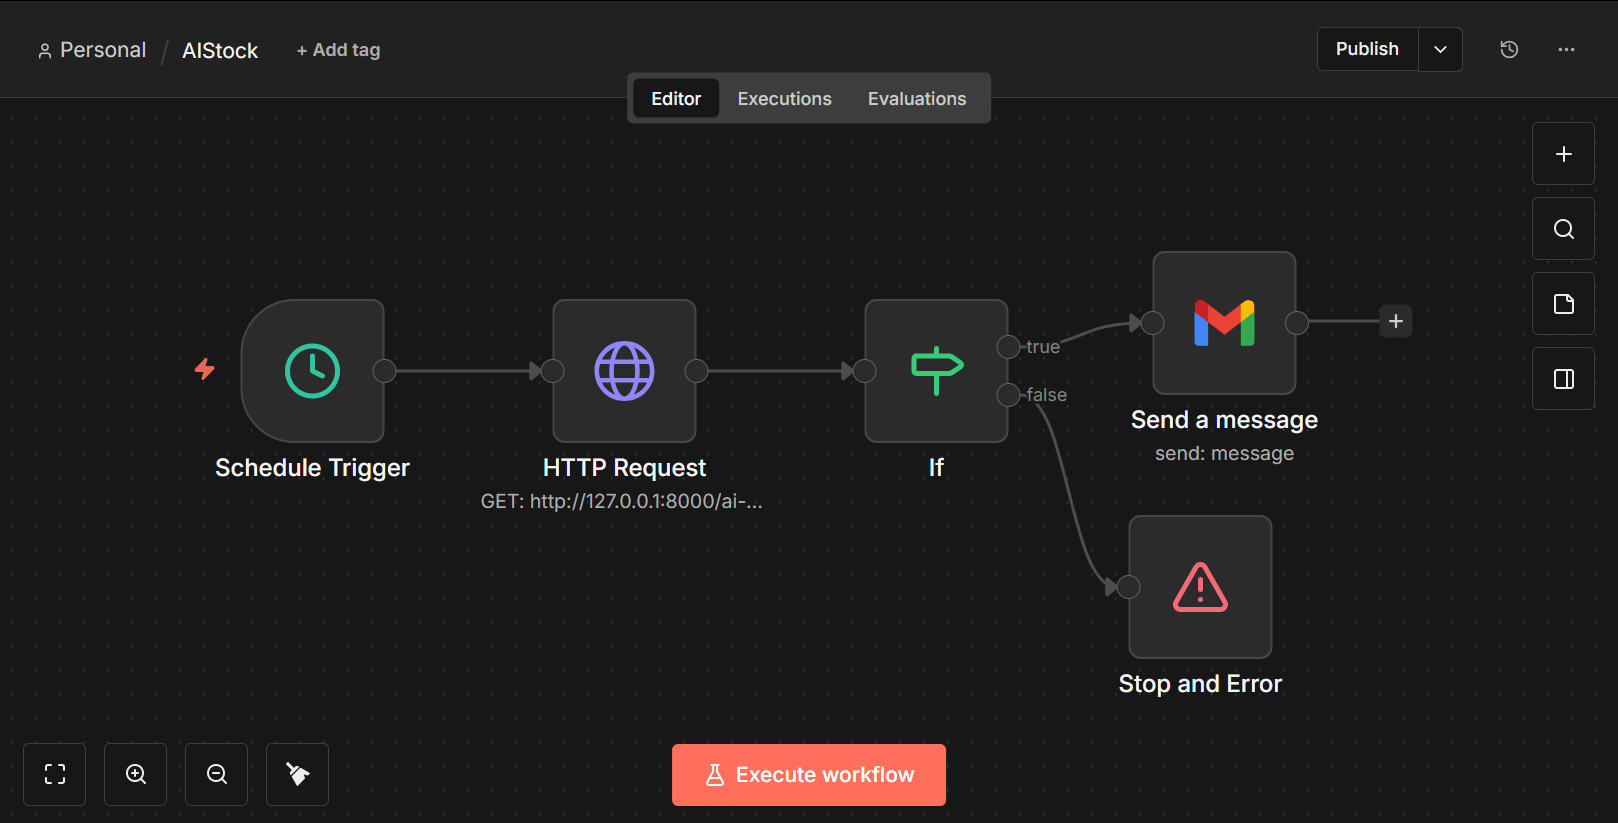 Personal / AIStock + Add tag
Publish
Editor Executions Evaluations
true
false
Send a message
send: message
Schedule Trigger
HTTP Request
GET: http://127.0.0.1:8000/ai-...
If
Stop and Error
Execute workflow